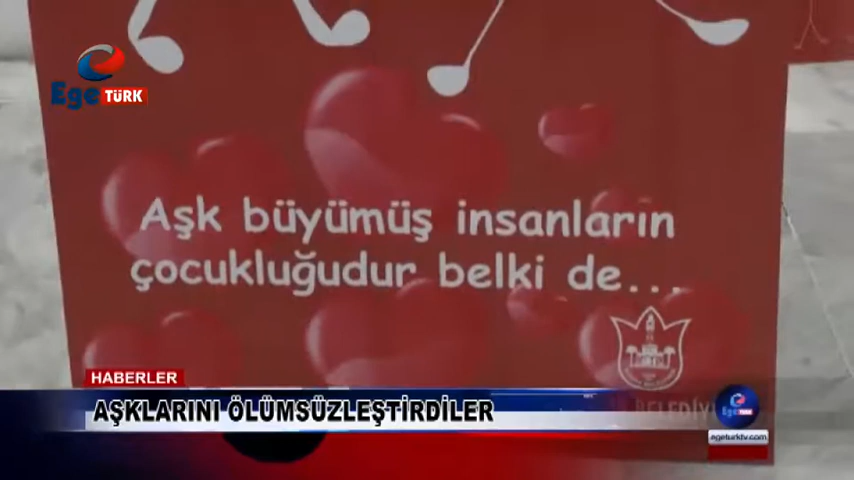 Ege TÜRK
Aşk büyümüş insanların
çocukluğudur belki de...
HABERLER
AŞKLARINI ÖLÜMSÜZLEŞTİRDİLER
egeturktv.com